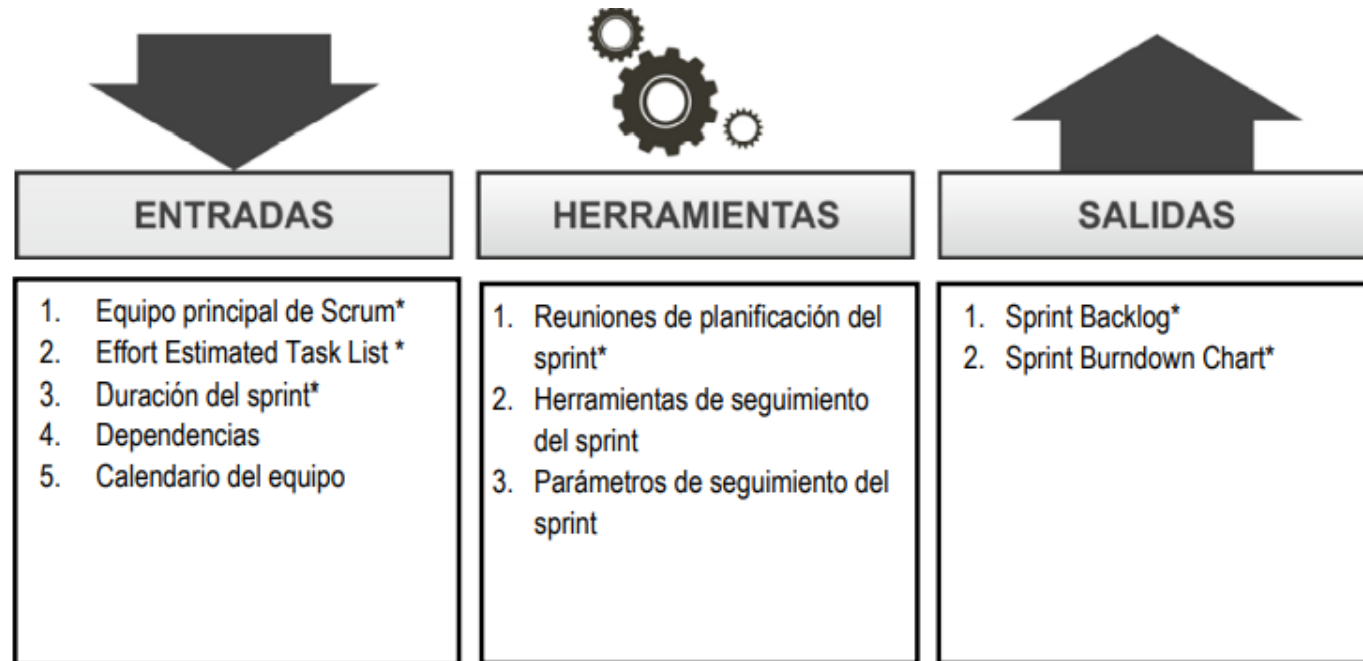 ENTRADAS
HERRAMIENTAS
SALIDAS
1. Equipo principal de Scrum*
2. Effort Estimated Task List *
3. Duración del sprint*
4. Dependencias
5. Calendario del equipo
1. Reuniones de planificación del
sprint*
2. Herramientas de seguimiento
del sprint
3. Parámetros de seguimiento del
sprint
1. Sprint Backlog*
2. Sprint Burndown Chart*